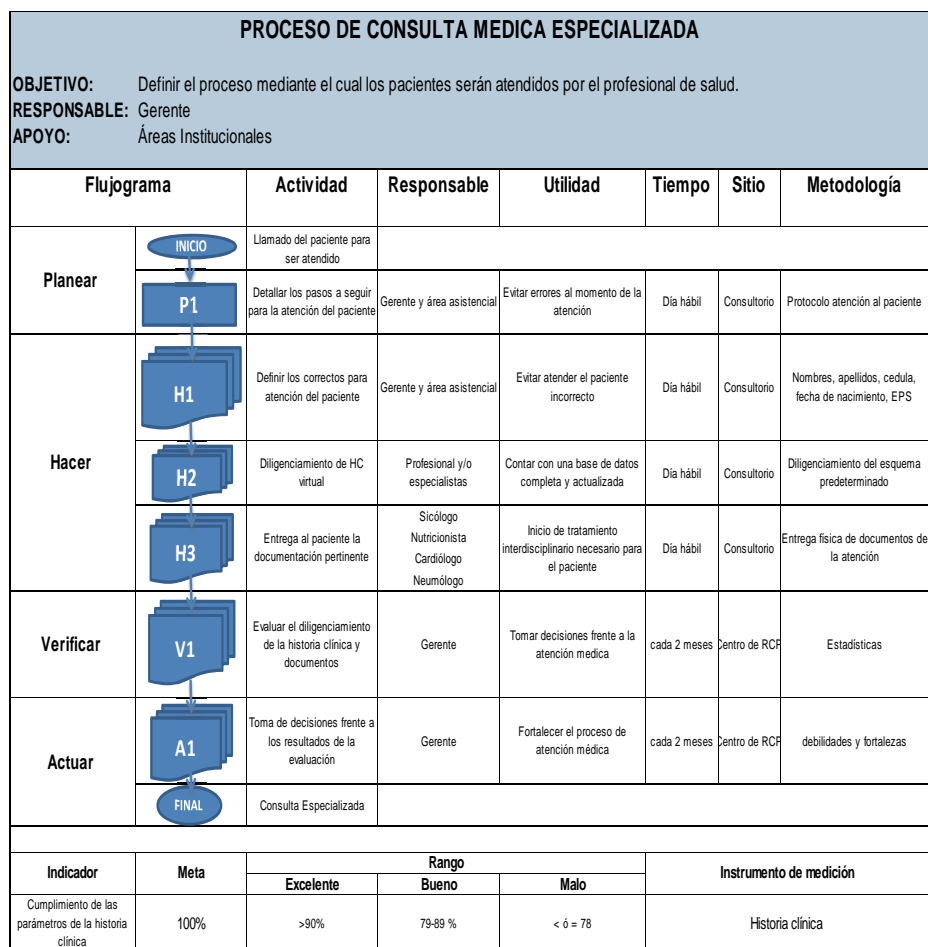 PROCESO DE CONSULTA MEDICA ESPECIALIZADA
OBJETIVO: Definir el proceso mediante el cual los pacientes serán atendidos por el profesional de salud.
RESPONSABLE: Gerente
APOYO: Áreas Institucionales
Flujograma Actividad Responsable Utilidad Tiempo Sitio Metodología
Planear
INICIO
Llamado del paciente para
ser atendido
P1
Detallar los pasos a seguir
para la atención del paciente
Gerente y área asistencial
Evitar errores al momento de la
atención
Día hábil
Consultorio
Protocolo atención al paciente
Hacer
H1
Definir los correctos para
atención del paciente
Gerente y área asistencial
Evitar atender el paciente
incorrecto
Día hábil
Consultorio
Nombres, apellidos, cedula,
fecha de nacimiento, EPS
H2
Diligenciamiento de HC
virtual
Profesional y/o
especialistas
Contar con una base de datos
completa y actualizada
Día hábil
Consultorio
Diligenciamiento del esquema
predeterminado
H3
Entrega al paciente la
documentación pertinente
Sicólogo
Nutricionista
Cardiólogo
Neumólogo
Inicio de tratamiento
interdisciplinario necesario para
el paciente
Día hábil
Consultorio
Entrega física de documentos de
la atención
Verificar
V1
Evaluar el diligenciamiento
de la historia clínica y
documentos
Gerente
Tomar decisiones frente a la
atención medica
cada 2 meses
Centro de RCP
Estadísticas
Actuar
A1
Toma de decisiones frente a
los resultados de la
evaluación
Gerente
Fortalecer el proceso de
atención médica
cada 2 meses
Centro de RCP
debilidades y fortalezas
FINAL
Consulta Especializada
Indicador Meta Rango Instrumento de medición
Excelente Bueno Malo
Cumplimiento de las
parámetros de la historia
clínica
100%
>90%
79-89 %
< ó = 78
Historia clínica